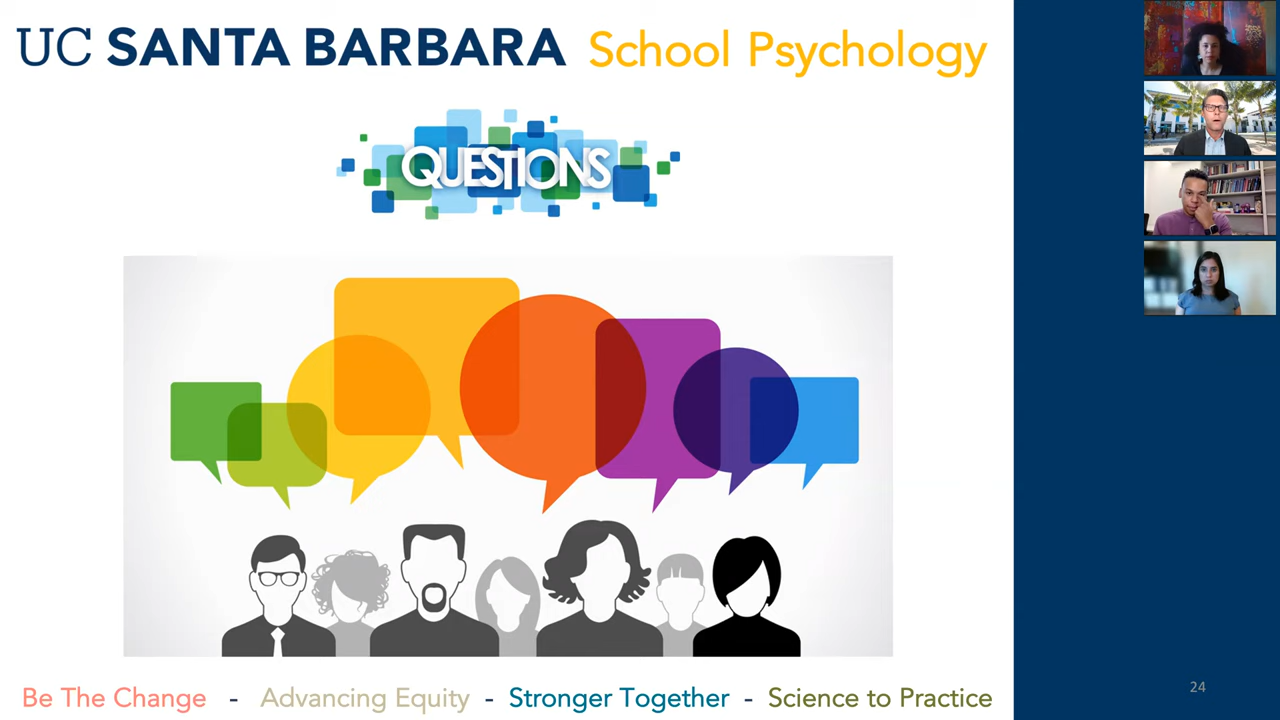 UC SANTA BARBARA School Psychology
QUESTIONS
Be The Change - Advancing Equity - Stronger Together - Science to Practice
24